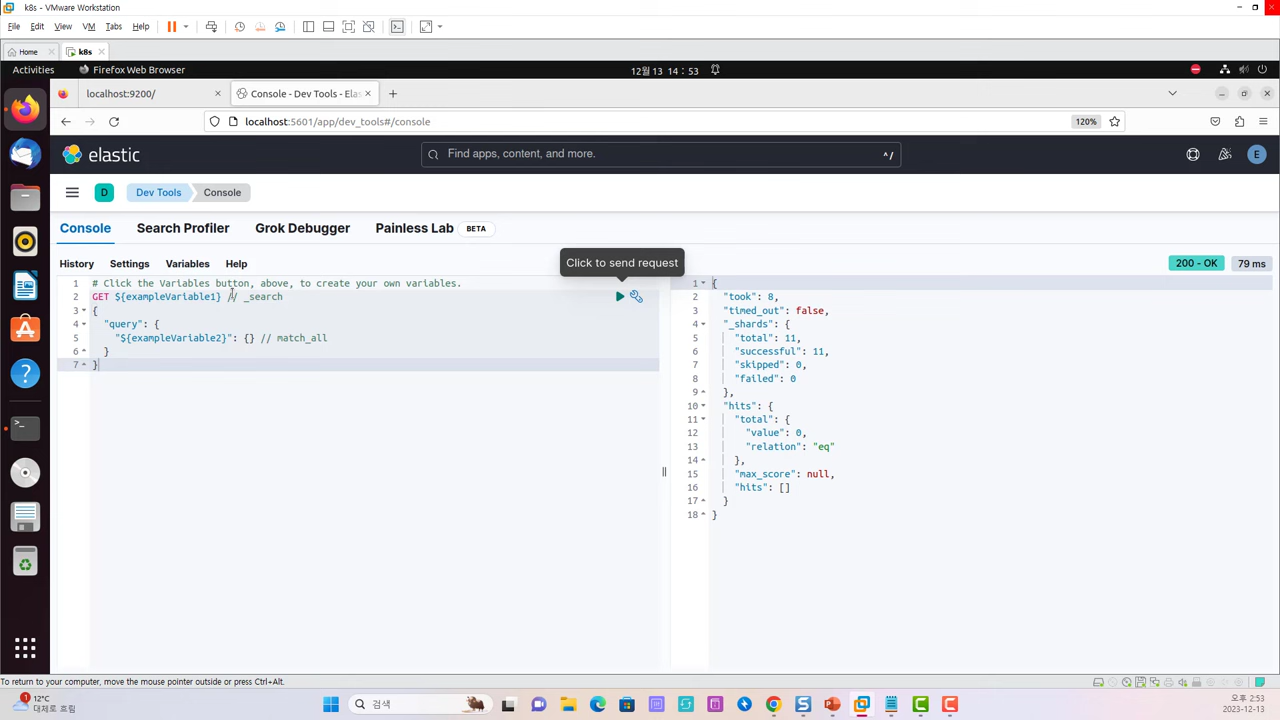 k8s - VMware Workstation
File Edit View VM Tabs Help
Home k8s
Activities Firefox Web Browser 12월 13 14 : 53
localhost:9200/ Console - Dev Tools - Elas
localhost:5601/app/dev_tools#/console 120%
elastic Find apps, content, and more. ^/ E
D Dev Tools Console
Console Search Profiler Grok Debugger Painless Lab BETA
Click to send request
History Settings Variables Help 200 - OK 79 ms
1 # Click the Variables button, above, to create your own variables.
2 GET ${exampleVariable1} // _search
3 {
4 "query": {
5 "${exampleVariable2}": {} // match_all
6 }
7 }
1 {
2 "took": 8,
3 "timed_out": false,
4 "_shards": {
5 "total": 11,
6 "successful": 11,
7 "skipped": 0,
8 "failed": 0
9 },
10 "hits": {
11 "total": {
12 "value": 0,
13 "relation": "eq"
14 },
15 "max_score": null,
16 "hits": []
17 }
18 }
To return to your computer, move the mouse pointer outside or press Ctrl+Alt.
1 12°C
대체로 흐림
검색
오후 2:53
2023-12-13